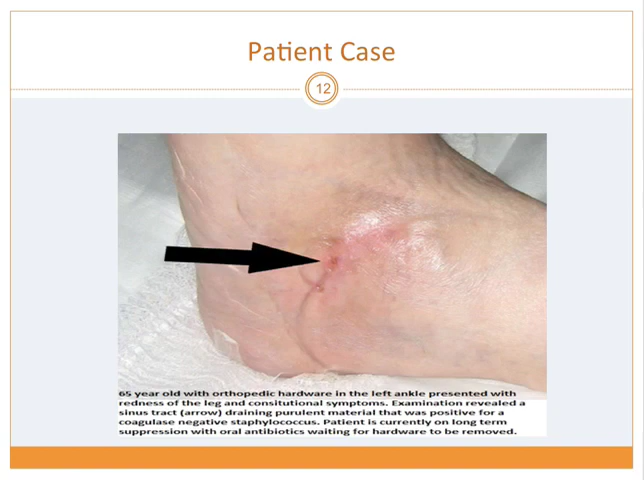 Patient Case
12
65 year old with orthopedic hardware in the left ankle presented with
redness of the leg and consitutional symptoms. Examination revealed a
sinus tract (arrow) draining purulent material that was positive for a
coagulase negative staphylococcus. Patient is currently on long term
suppression with oral antibiotics waiting for hardware to be removed.